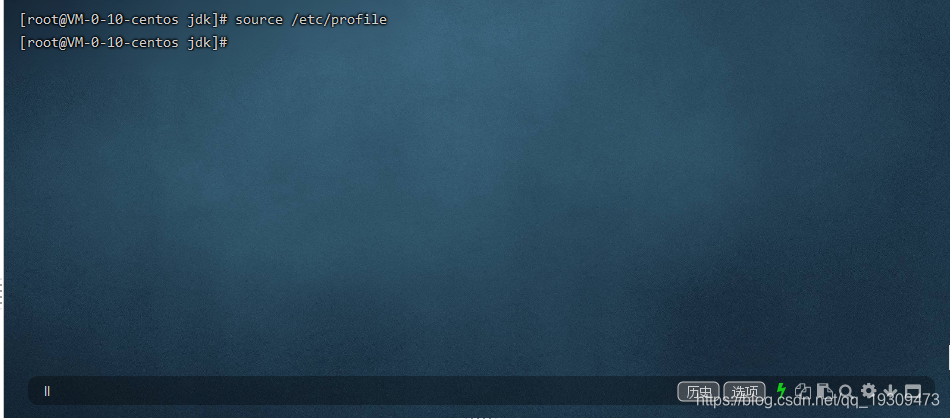 [root@VM-0-10-centos jdk]# source /etc/profile
[root@VM-0-10-centos jdk]#
ll
历史 选项
https://blog.csdn.net/qq_19309473